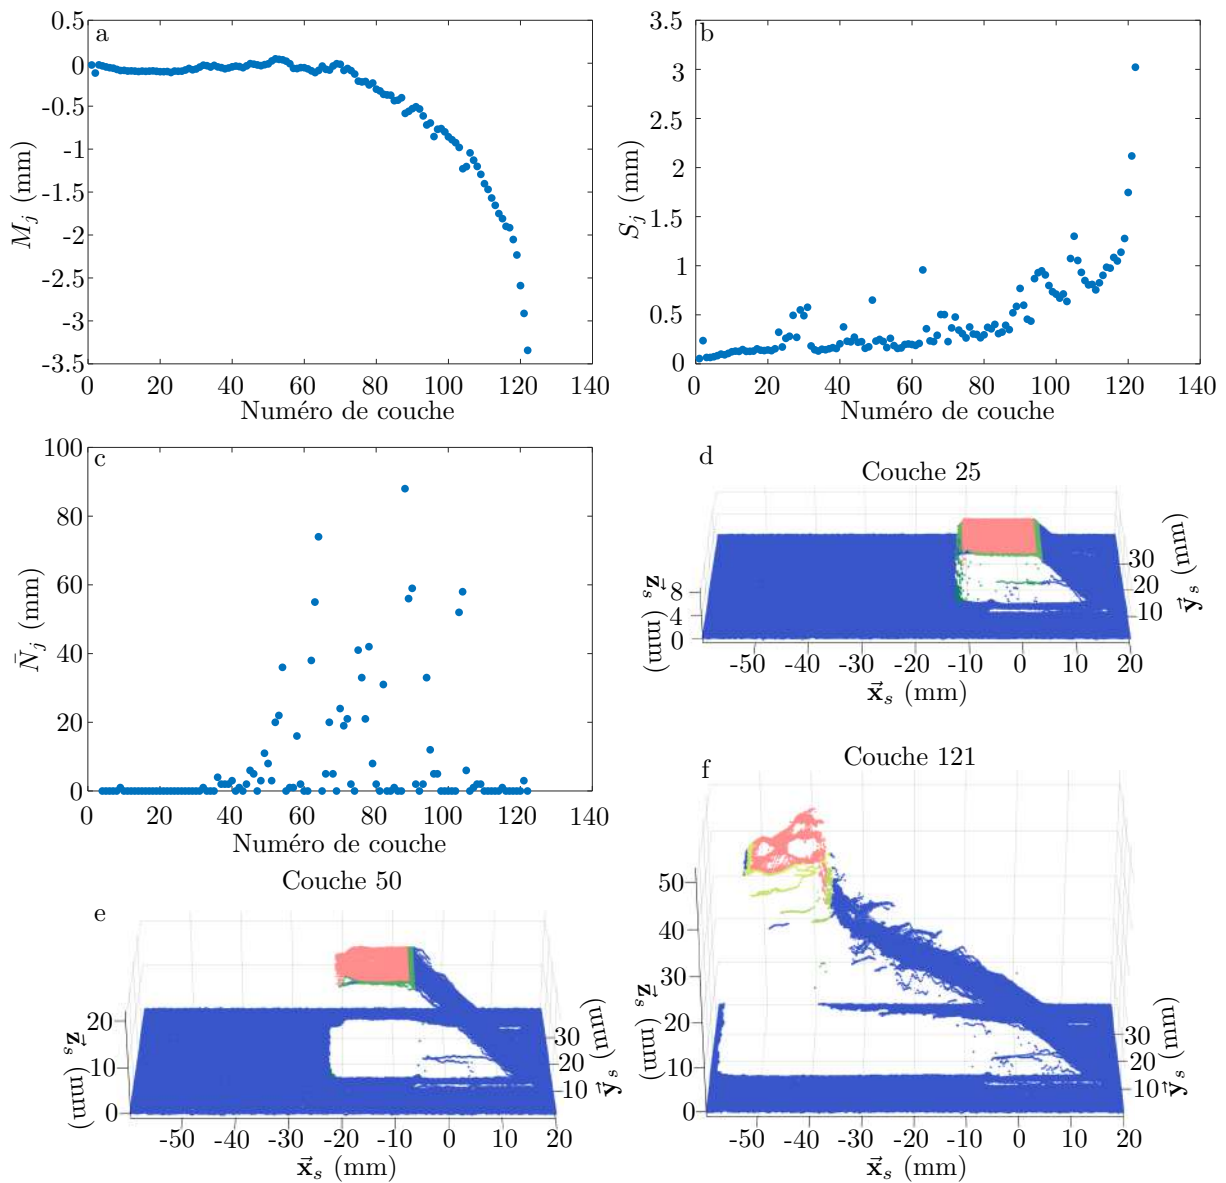 a
0.5
0
-0.5
-1
-1.5
-2
-2.5
-3
-3.5
M_j (mm)
0 20 40 60 80 100 120 140
Numéro de couche
b
3.5
3
2.5
2
1.5
1
0.5
0
S_j (mm)
0 20 40 60 80 100 120 140
Numéro de couche
c
100
80
60
40
20
0
N̄_j (mm)
0 20 40 60 80 100 120 140
Numéro de couche
d
Couche 25
8
4
0
z⃗_s (mm)
30
20
10
y⃗_s (mm)
-50 -40 -30 -20 -10 0 10 20
x⃗_s (mm)
Couche 50
e
20
10
0
z⃗_s (mm)
30
20
10
y⃗_s (mm)
-50 -40 -30 -20 -10 0 10 20
x⃗_s (mm)
Couche 121
f
50
40
30
20
10
0
z⃗_s (mm)
30
20
10
y⃗_s (mm)
-50 -40 -30 -20 -10 0 10 20
x⃗_s (mm)